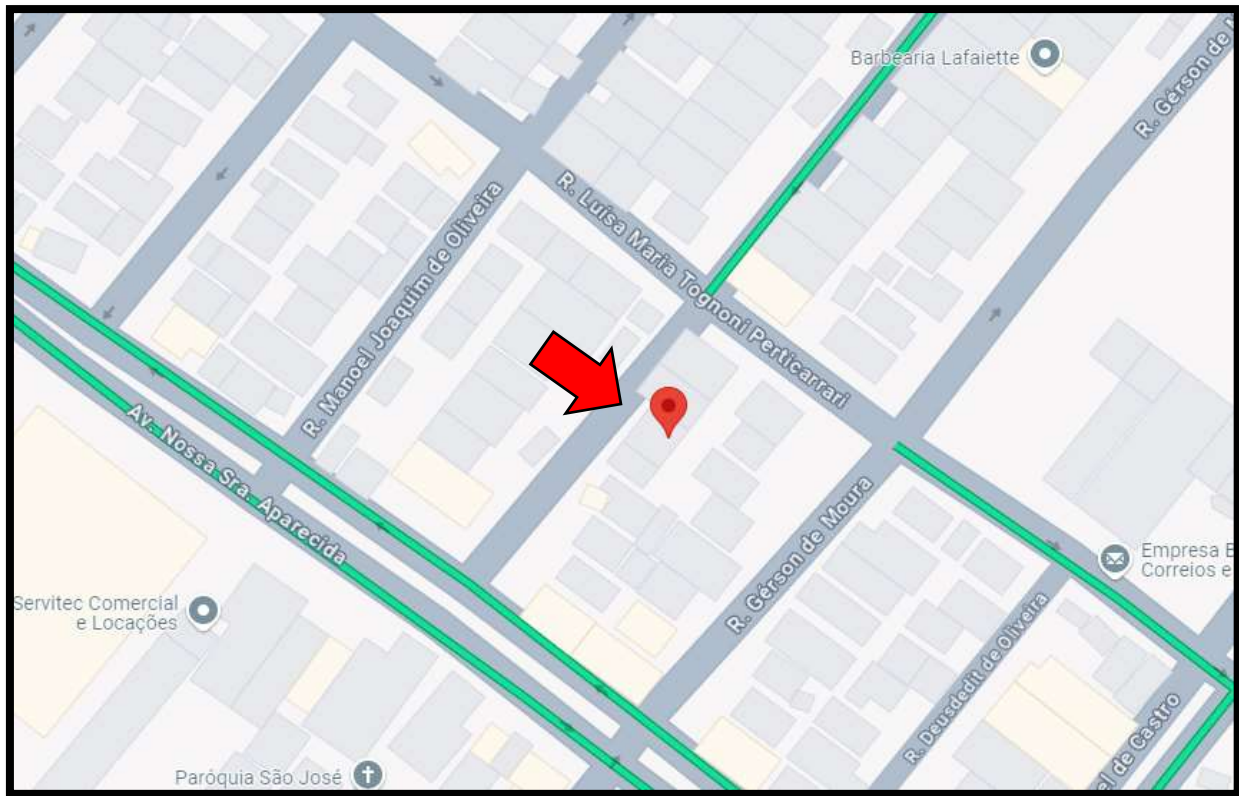 Barbearia Lafaiette
R. Gérson de M
R. Luísa Maria Tognoni Perticarrari
R. Manoel Joaquim de Oliveira
Av. Nossa Sra. Aparecida
R. Gérson de Moura
Empresa B
Correios e
Servitec Comercial
e Locações
R. Deusdedit de Oliveira
el de Castro
Paróquia São José